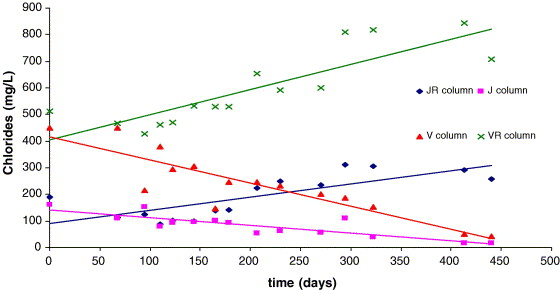 900
800
700
600
500
400
300
200
100
0
Chlorides (mg/L)
JR column
J column
V column
VR column
0 50 100 150 200 250 300 350 400 450 500
time (days)